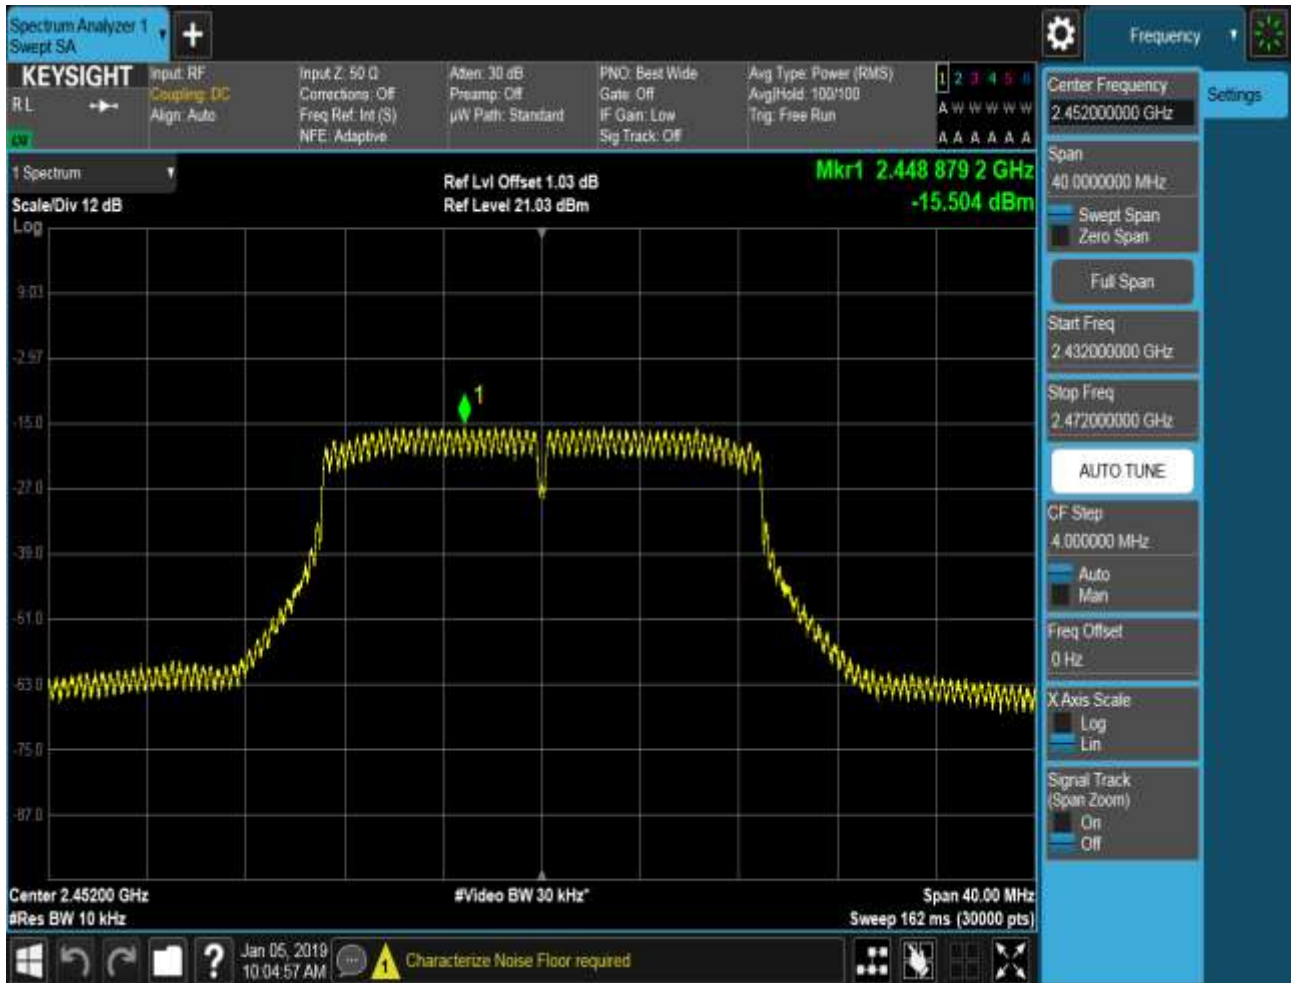 Spectrum Analyzer 1
Swept SA
+
Frequency
KEYSIGHT
RL
LXI
Input: RF
Coupling: DC
Align: Auto
Input Z: 50 Ω
Corrections: Off
Freq Ref: Int (S)
NFE: Adaptive
Atten: 30 dB
Preamp: Off
µW Path: Standard
PNO: Best Wide
Gate: Off
IF Gain: Low
Sig Track: Off
Avg Type: Power (RMS)
Avg|Hold: 100/100
Trig: Free Run
1 2 3 4 5 6
A W W W W W
A A A A A A
1 Spectrum
Scale/Div 12 dB
Log
Ref Lvl Offset 1.03 dB
Ref Level 21.03 dBm
Mkr1 2.448 879 2 GHz
-15.504 dBm
9.03
-2.97
1
-15.0
-27.0
-39.0
-51.0
-63.0
-75.0
-87.0
Center 2.45200 GHz
#Res BW 10 kHz
#Video BW 30 kHz*
Span 40.00 MHz
Sweep 162 ms (30000 pts)
Center Frequency
2.452000000 GHz
Settings
Span
40.0000000 MHz
Swept Span
Zero Span
Full Span
Start Freq
2.432000000 GHz
Stop Freq
2.472000000 GHz
AUTO TUNE
CF Step
4.000000 MHz
Auto
Man
Freq Offset
0 Hz
X Axis Scale
Log
Lin
Signal Track
(Span Zoom)
On
Off
?
Jan 05, 2019
10:04:57 AM
1
Characterize Noise Floor required